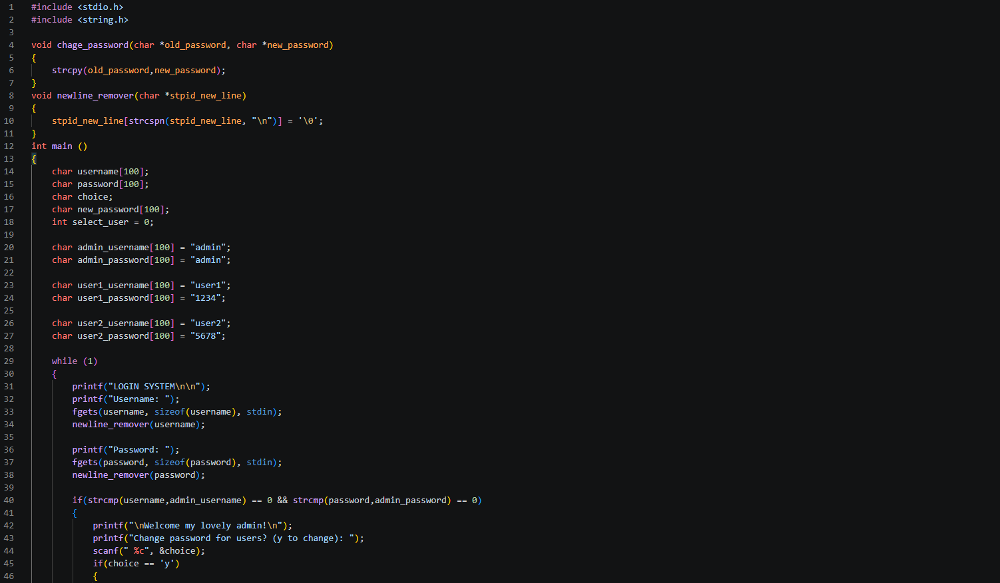 1 #include <stdio.h>
2 #include <string.h>
3
4 void chage_password(char *old_password, char *new_password)
5 {
6     strcpy(old_password,new_password);
7 }
8 void newline_remover(char *stpid_new_line)
9 {
10     stpid_new_line[strcspn(stpid_new_line, "\n")] = '\0';
11 }
12 int main ()
13 {
14     char username[100];
15     char password[100];
16     char choice;
17     char new_password[100];
18     int select_user = 0;
19
20     char admin_username[100] = "admin";
21     char admin_password[100] = "admin";
22
23     char user1_username[100] = "user1";
24     char user1_password[100] = "1234";
25
26     char user2_username[100] = "user2";
27     char user2_password[100] = "5678";
28
29     while (1)
30     {
31         printf("LOGIN SYSTEM\n\n");
32         printf("Username: ");
33         fgets(username, sizeof(username), stdin);
34         newline_remover(username);
35
36         printf("Password: ");
37         fgets(password, sizeof(password), stdin);
38         newline_remover(password);
39
40         if(strcmp(username,admin_username) == 0 && strcmp(password,admin_password) == 0)
41         {
42             printf("\nWelcome my lovely admin!\n");
43             printf("Change password for users? (y to change): ");
44             scanf(" %c", &choice);
45             if(choice == 'y')
46             {